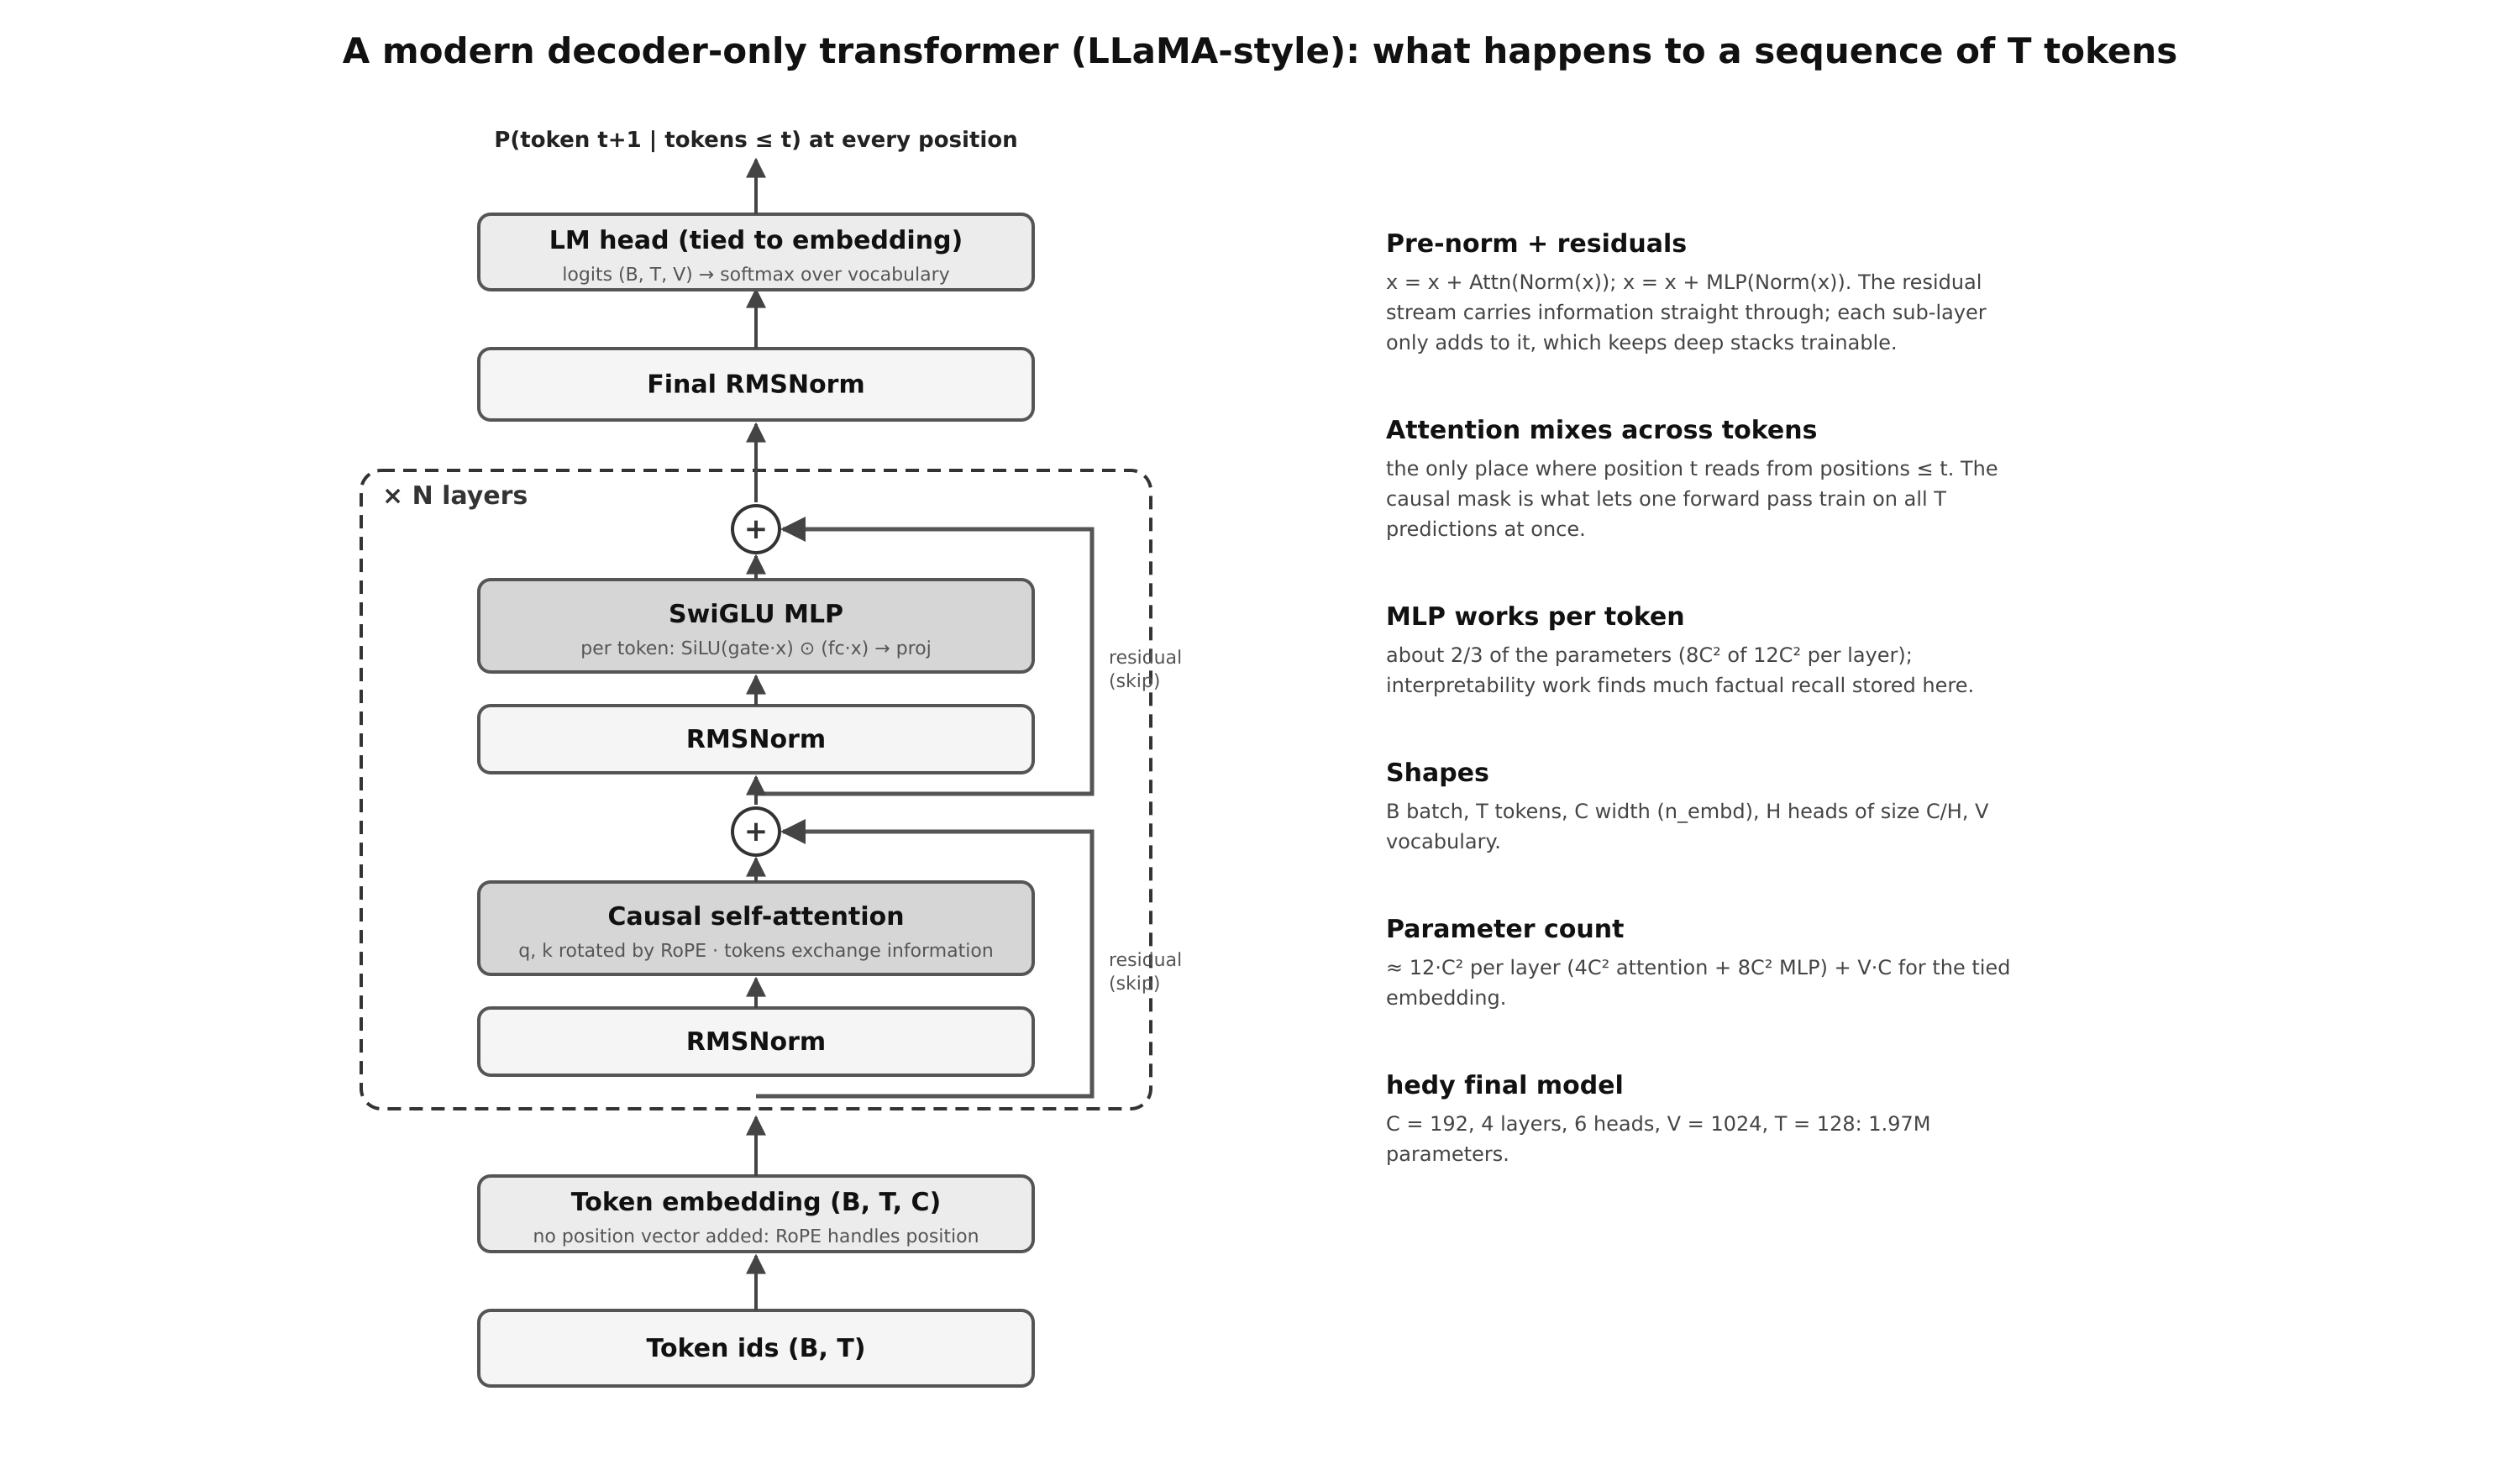 A modern decoder-only transformer (LLaMA-style): what happens to a sequence of T tokens
P(token t+1 | tokens ≤ t) at every position
LM head (tied to embedding)
logits (B, T, V) → softmax over vocabulary
Final RMSNorm
× N layers
+
SwiGLU MLP
per token: SiLU(gate·x) ⊙ (fc·x) → proj
residual
(skip)
RMSNorm
+
Causal self-attention
q, k rotated by RoPE · tokens exchange information
residual
(skip)
RMSNorm
Token embedding (B, T, C)
no position vector added: RoPE handles position
Token ids (B, T)
Pre-norm + residuals
x = x + Attn(Norm(x)); x = x + MLP(Norm(x)). The residual
stream carries information straight through; each sub-layer
only adds to it, which keeps deep stacks trainable.
Attention mixes across tokens
the only place where position t reads from positions ≤ t. The
causal mask is what lets one forward pass train on all T
predictions at once.
MLP works per token
about 2/3 of the parameters (8C² of 12C² per layer);
interpretability work finds much factual recall stored here.
Shapes
B batch, T tokens, C width (n_embd), H heads of size C/H, V
vocabulary.
Parameter count
≈ 12·C² per layer (4C² attention + 8C² MLP) + V·C for the tied
embedding.
hedy final model
C = 192, 4 layers, 6 heads, V = 1024, T = 128: 1.97M
parameters.